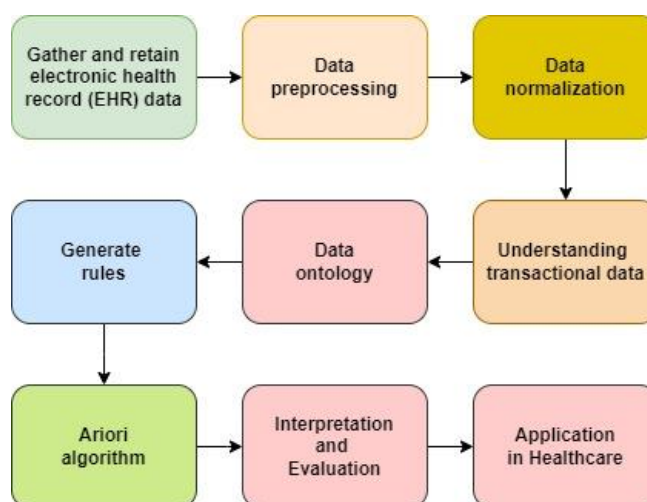 Gather and retain
electronic health
record (EHR) data
Data
preprocessing
Data
normalization
Understanding
transactional data
Data
ontology
Generate
rules
Ariori
algorithm
Interpretation
and
Evaluation
Application
in Healthcare